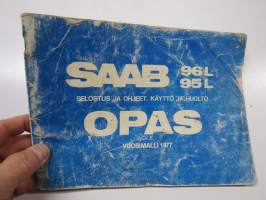 SAAB 96L
95L
SELOSTUS JA OHJEET, KÄYTTÖ JA HUOLTO
OPAS
VUOSIMALLI 1977